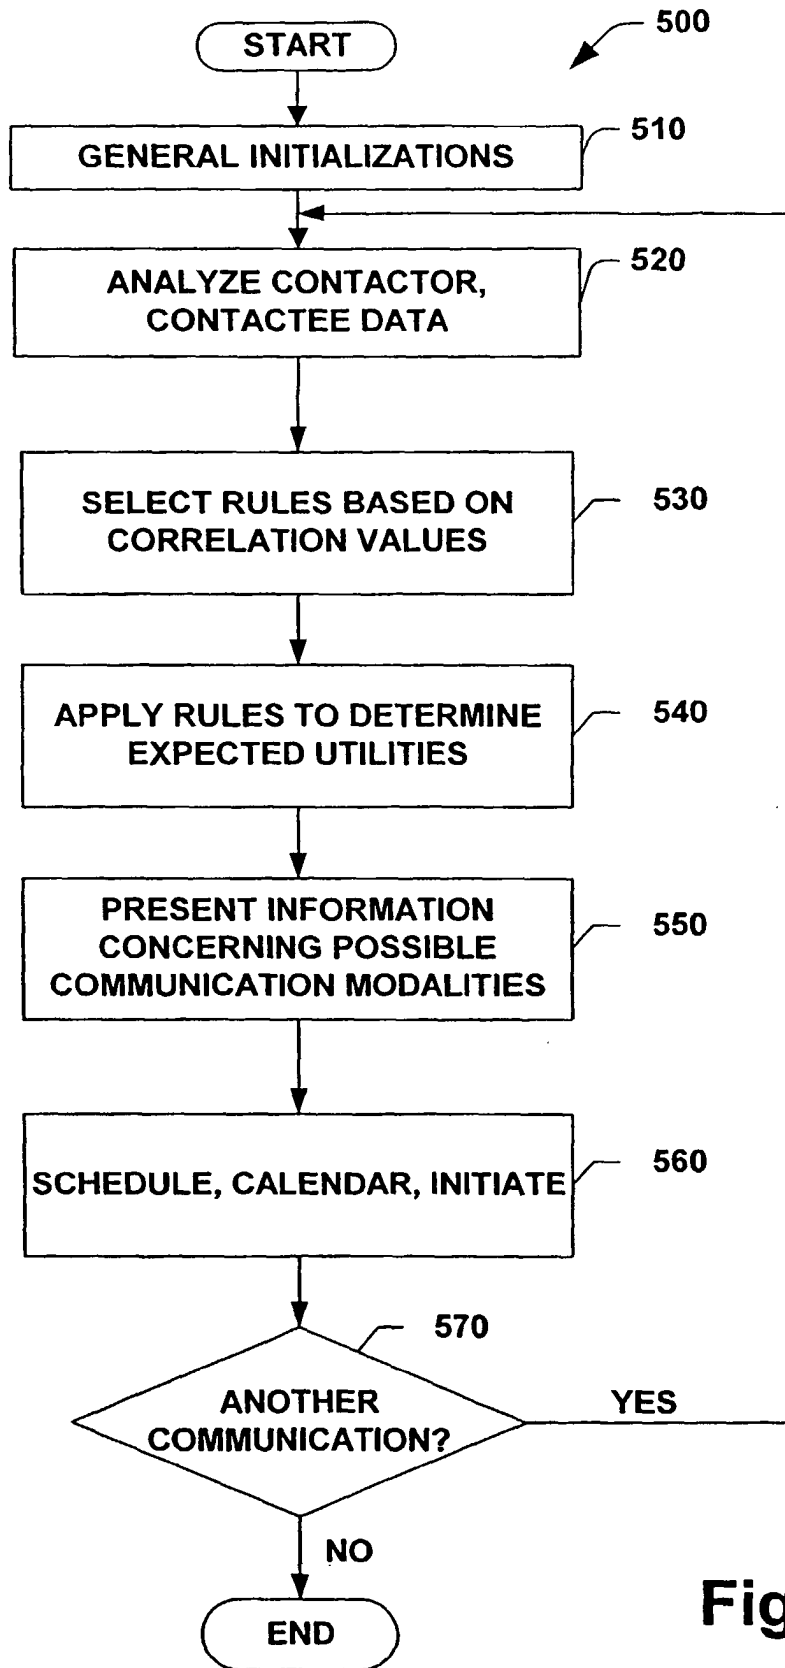 START
500
GENERAL INITIALIZATIONS
510
ANALYZE CONTACTOR,
CONTACTEE DATA
520
SELECT RULES BASED ON
CORRELATION VALUES
530
APPLY RULES TO DETERMINE
EXPECTED UTILITIES
540
PRESENT INFORMATION
CONCERNING POSSIBLE
COMMUNICATION MODALITIES
550
SCHEDULE, CALENDAR, INITIATE
560
570
ANOTHER
COMMUNICATION?
YES
NO
END
Fig